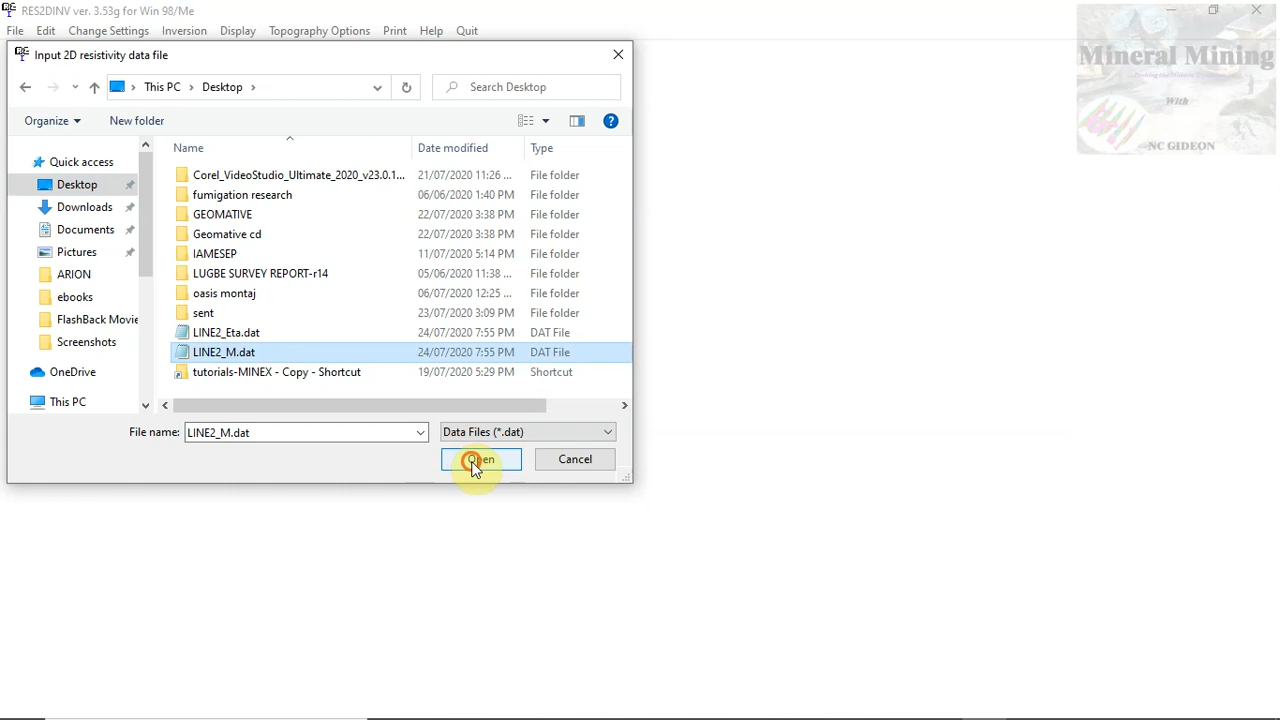 RES2DINV ver. 3.53g for Win 98/Me
File Edit Change Settings Inversion Display Topography Options Print Help Quit
Input 2D resistivity data file
This PC Desktop
Search Desktop
Organize New folder
Name Date modified Type
Quick access
Desktop
Downloads
Documents
Pictures
ARION
ebooks
FlashBack Movie
Screenshots
OneDrive
This PC
Corel_VideoStudio_Ultimate_2020_v23.0.1... 21/07/2020 11:26 ... File folder
fumigation research 06/06/2020 1:40 PM File folder
GEOMATIVE 22/07/2020 3:38 PM File folder
Geomative cd 22/07/2020 3:38 PM File folder
IAMESEP 11/07/2020 5:14 PM File folder
LUGBE SURVEY REPORT-r14 05/06/2020 11:38 ... File folder
oasis montaj 06/07/2020 12:25 ... File folder
sent 23/07/2020 3:09 PM File folder
LINE2_Eta.dat 24/07/2020 7:55 PM DAT File
LINE2_M.dat 24/07/2020 7:55 PM DAT File
tutorials-MINEX - Copy - Shortcut 19/07/2020 5:29 PM Shortcut
File name: LINE2_M.dat Data Files (*.dat)
Open Cancel
Mineral Mining
With
NC GIDEON